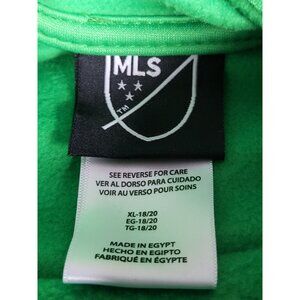 MLS
TM
SEE REVERSE FOR CARE
VER AL DORSO PARA CUIDADO
VOIR AU VERSO POUR SOINS
XL-18/20
EG-18/20
TG-18/20
MADE IN EGYPT
HECHO EN EGIPTO
FABRIQUÉ EN ÉGYPTE